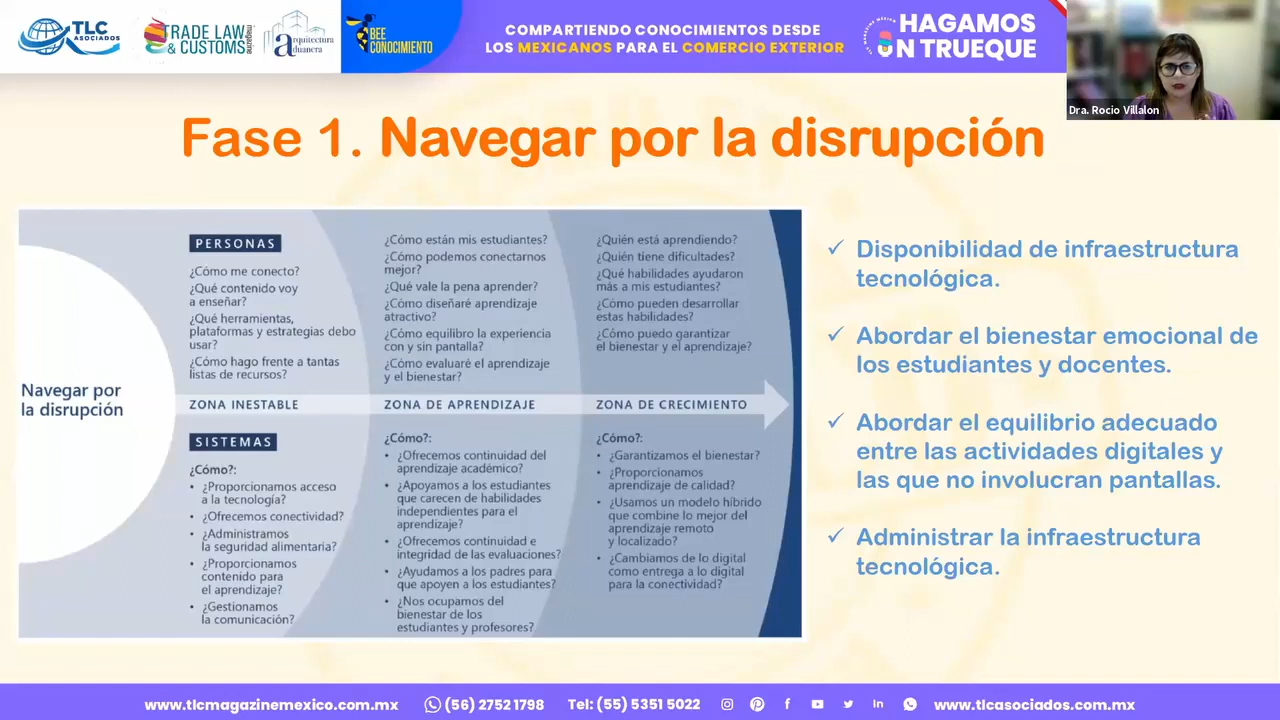 TLC
ASOCIADOS
TRADE LAW
& CUSTOMS
magazine
arquitectura
aduanera
BEE
CONOCIMIENTO
COMPARTIENDO CONOCIMIENTOS DESDE
LOS MEXICANOS PARA EL COMERCIO EXTERIOR
HAGAMOS
UN TRUEQUE
Dra. Rocio Villalon
Fase 1. Navegar por la disrupción
Navegar por
la disrupción
PERSONAS
¿Cómo me conecto?
¿Qué contenido voy
a enseñar?
¿Qué herramientas,
plataformas y estrategias debo
usar?
¿Cómo hago frente a tantas
listas de recursos?
¿Cómo están mis estudiantes?
¿Cómo podemos conectarnos
mejor?
¿Qué vale la pena aprender?
¿Cómo diseñaré aprendizaje
atractivo?
¿Cómo equilibro la experiencia
con y sin pantalla?
¿Cómo evaluaré el aprendizaje
y el bienestar?
¿Quién está aprendiendo?
¿Quién tiene dificultades?
¿Qué habilidades ayudaron
más a mis estudiantes?
¿Cómo pueden desarrollar
estas habilidades?
¿Cómo puedo garantizar
el bienestar y el aprendizaje?
ZONA INESTABLE
ZONA DE APRENDIZAJE
ZONA DE CRECIMIENTO
SISTEMAS
¿Cómo?:
• ¿Proporcionamos acceso
a la tecnología?
• ¿Ofrecemos conectividad?
• ¿Administramos
la seguridad alimentaria?
• ¿Proporcionamos
contenido para
el aprendizaje?
• ¿Gestionamos
la comunicación?
¿Cómo?:
• ¿Ofrecemos continuidad del
aprendizaje académico?
• ¿Apoyamos a los estudiantes
que carecen de habilidades
independientes para el
aprendizaje?
• ¿Ofrecemos continuidad e
integridad de las evaluaciones?
• ¿Ayudamos a los padres para
que apoyen a los estudiantes?
• ¿Nos ocupamos del
bienestar de los
estudiantes y profesores?
¿Cómo?:
• ¿Garantizamos el bienestar?
• ¿Proporcionamos
aprendizaje de calidad?
• ¿Usamos un modelo híbrido
que combine lo mejor del
aprendizaje remoto
y localizado?
• ¿Cambiamos de lo digital
como entrega a lo digital
para la conectividad?
✓ Disponibilidad de infraestructura
tecnológica.
✓ Abordar el bienestar emocional de
los estudiantes y docentes.
✓ Abordar el equilibrio adecuado
entre las actividades digitales y
las que no involucran pantallas.
✓ Administrar la infraestructura
tecnológica.
www.tlcmagazinemexico.com.mx (56) 2752 1798 Tel: (55) 5351 5022 www.tlcasociados.com.mx